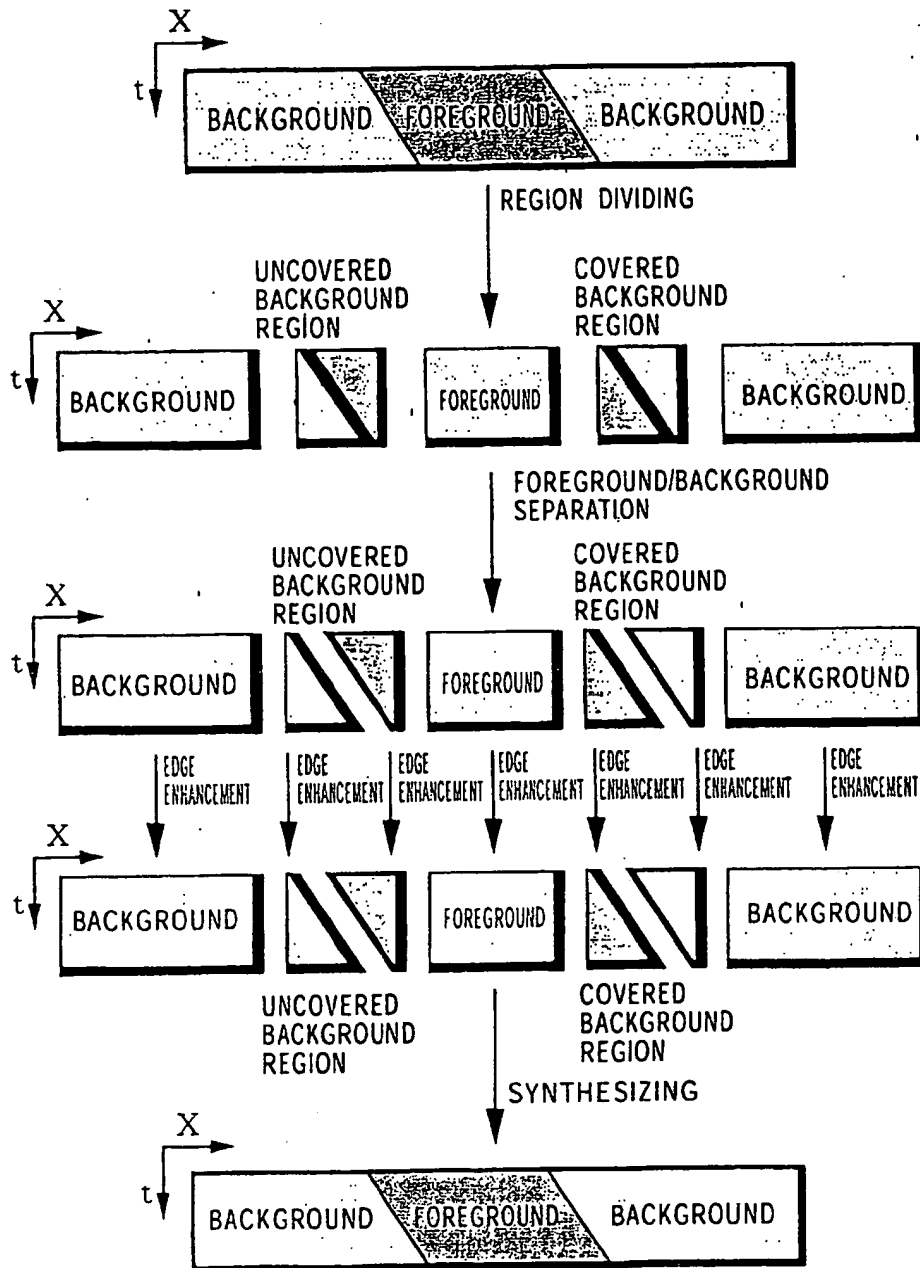 X
t
BACKGROUND FOREGROUND BACKGROUND
REGION DIVIDING
UNCOVERED
BACKGROUND
REGION
COVERED
BACKGROUND
REGION
X
t
BACKGROUND FOREGROUND BACKGROUND
FOREGROUND/BACKGROUND
SEPARATION
UNCOVERED
BACKGROUND
REGION
COVERED
BACKGROUND
REGION
X
t
BACKGROUND FOREGROUND BACKGROUND
EDGE
ENHANCEMENT
EDGE
ENHANCEMENT
EDGE
ENHANCEMENT
EDGE
ENHANCEMENT
EDGE
ENHANCEMENT
EDGE
ENHANCEMENT
EDGE
ENHANCEMENT
X
t
BACKGROUND FOREGROUND BACKGROUND
UNCOVERED
BACKGROUND
REGION
COVERED
BACKGROUND
REGION
SYNTHESIZING
X
t
BACKGROUND FOREGROUND BACKGROUND